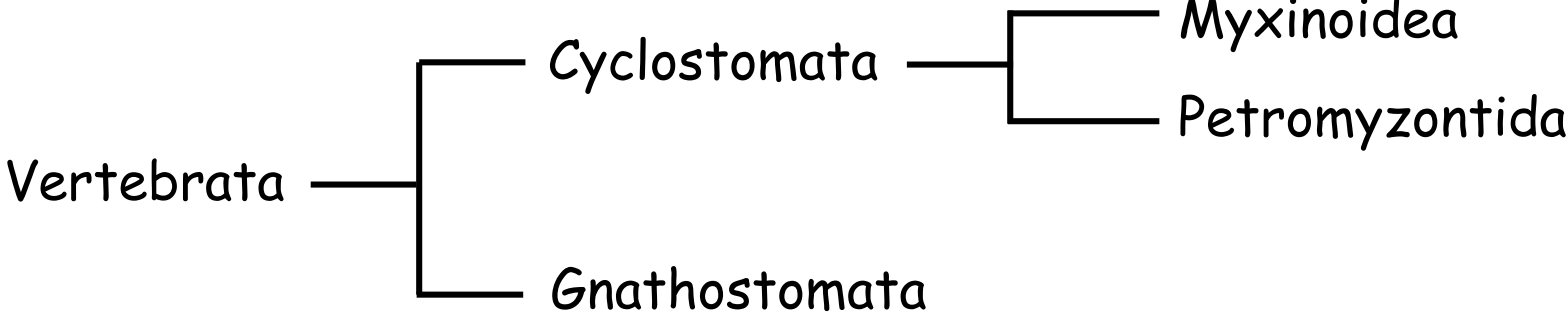 Myxinoidea
Cyclostomata
Petromyzontida
Vertebrata
Gnathostomata